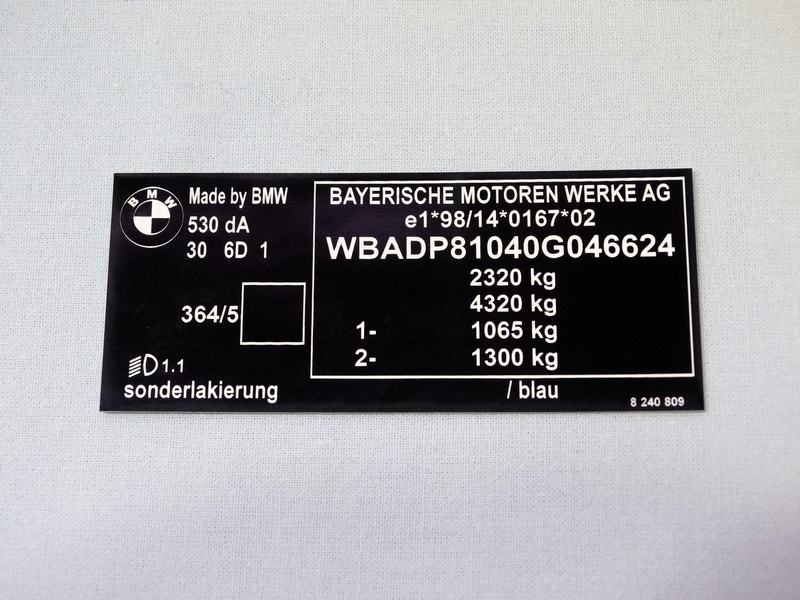 BMW
Made by BMW
530 dA
30 6D 1
364/5
1.1
sonderlakierung
BAYERISCHE MOTOREN WERKE AG
e1*98/14*0167*02
WBADP81040G046624
2320 kg
4320 kg
1- 1065 kg
2- 1300 kg
/ blau
8 240 809